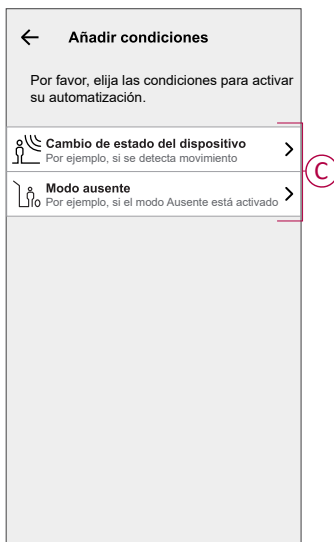 Añadir condiciones
Por favor, elija las condiciones para activar
su automatización.
Cambio de estado del dispositivo
Por ejemplo, si se detecta movimiento
Modo ausente
Por ejemplo, si el modo Ausente está activado
C